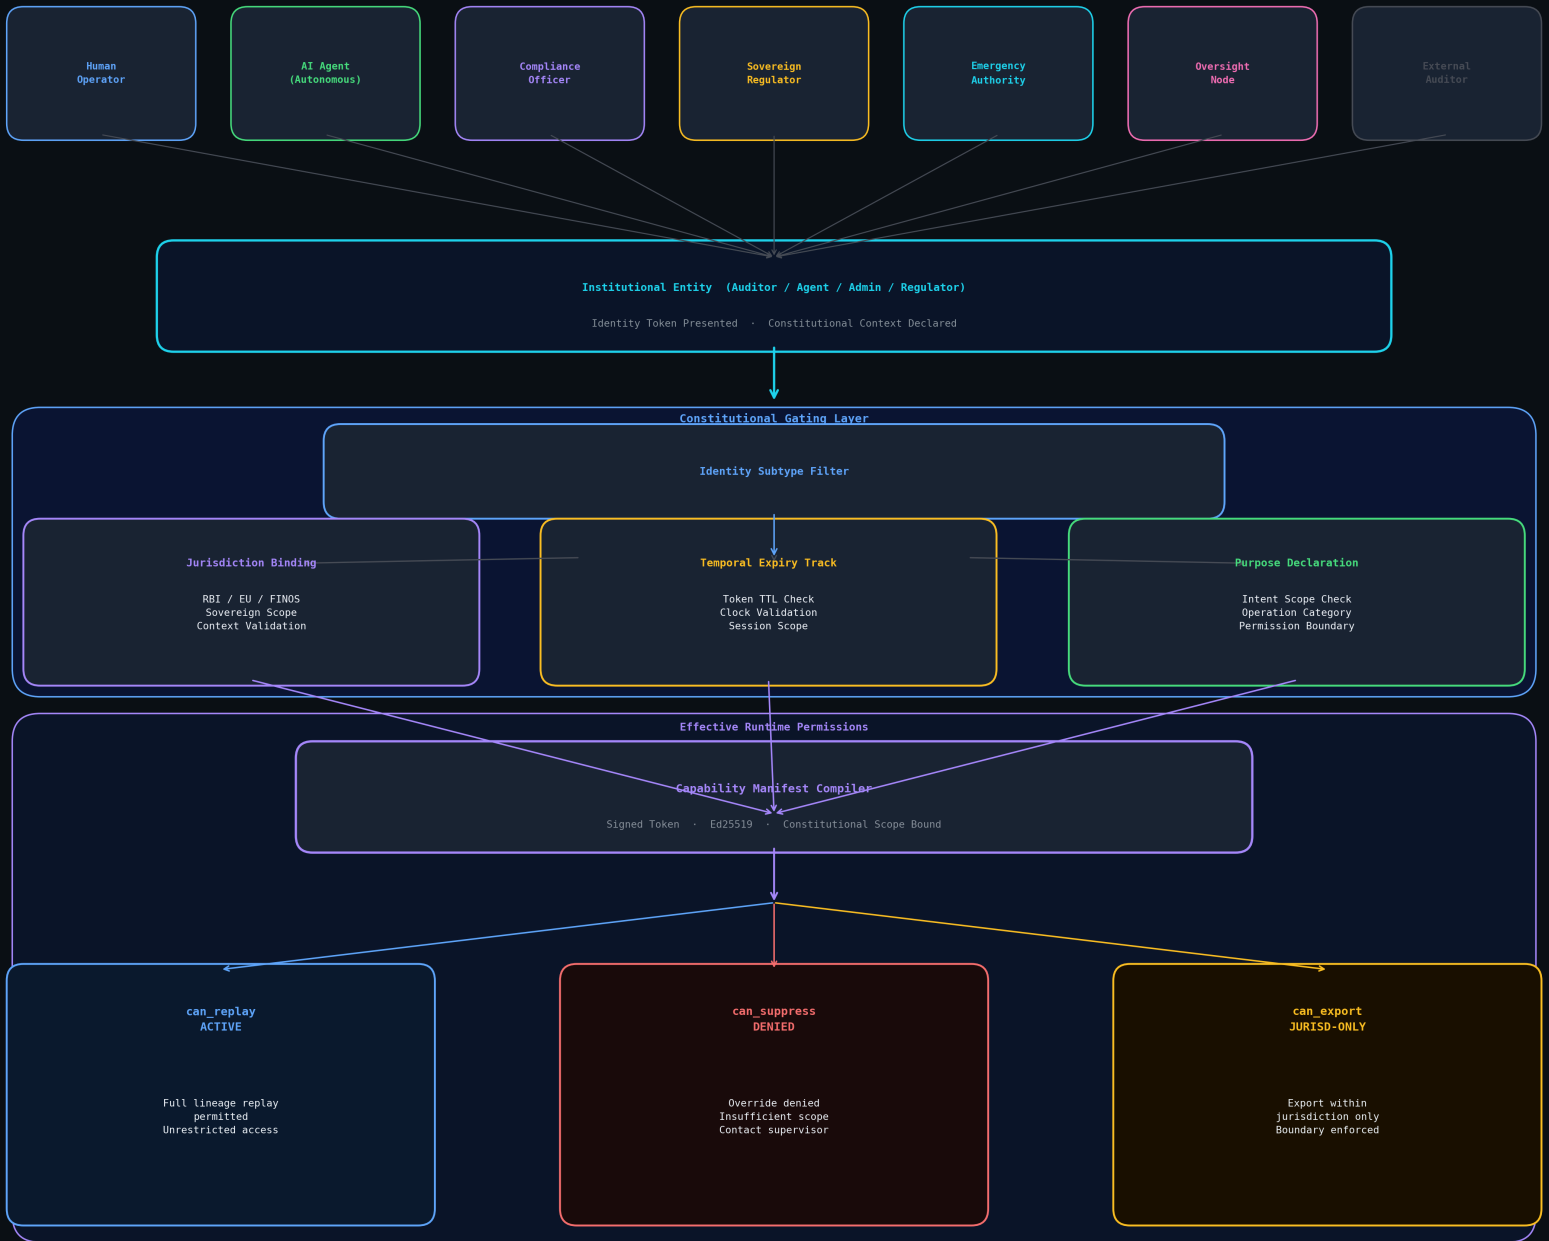 Human
Operator
AI Agent
(Autonomous)
Compliance
Officer
Sovereign
Regulator
Emergency
Authority
Oversight
Node
External
Auditor
Institutional Entity  (Auditor / Agent / Admin / Regulator)
Identity Token Presented  ·  Constitutional Context Declared
Constitutional Gating Layer
Identity Subtype Filter
Jurisdiction Binding
RBI / EU / FINOS
Sovereign Scope
Context Validation
Temporal Expiry Track
Token TTL Check
Clock Validation
Session Scope
Purpose Declaration
Intent Scope Check
Operation Category
Permission Boundary
Effective Runtime Permissions
Capability Manifest Compiler
Signed Token  ·  Ed25519  ·  Constitutional Scope Bound
can_replay
ACTIVE
Full lineage replay
permitted
Unrestricted access
can_suppress
DENIED
Override denied
Insufficient scope
Contact supervisor
can_export
JURISD-ONLY
Export within
jurisdiction only
Boundary enforced